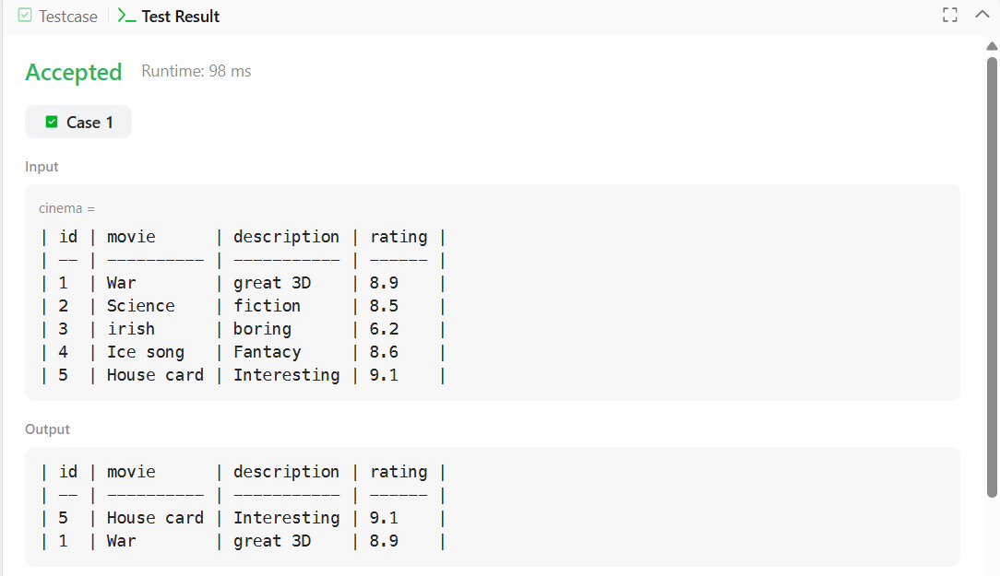 Testcase | Test Result
Accepted Runtime: 98 ms
Case 1
Input
cinema =
| id | movie      | description | rating |
| -- | ---------- | ----------- | ------ |
| 1  | War        | great 3D    | 8.9    |
| 2  | Science    | fiction     | 8.5    |
| 3  | irish      | boring      | 6.2    |
| 4  | Ice song   | Fantacy     | 8.6    |
| 5  | House card | Interesting | 9.1    |
Output
| id | movie      | description | rating |
| -- | ---------- | ----------- | ------ |
| 5  | House card | Interesting | 9.1    |
| 1  | War        | great 3D    | 8.9    |